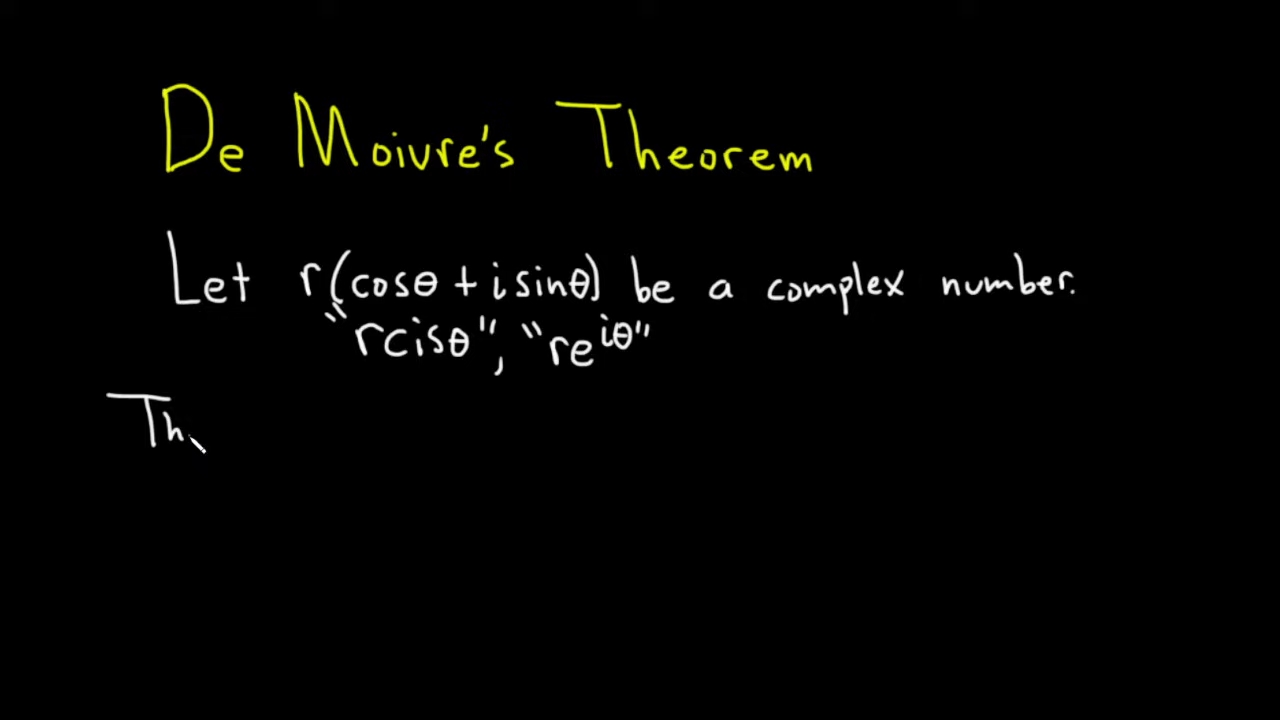 De Moivre's Theorem
Let r(cosθ + i sinθ) be a complex number.
"rcisθ", "re^{iθ}"
Th